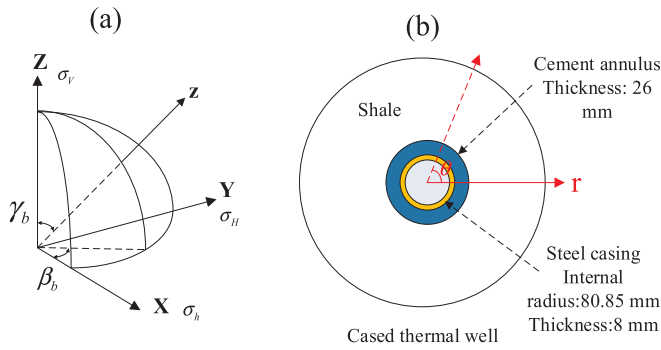 (a)
(b)
Z
σV
z
Y
σH
γb
βb
X σh
Shale
θ
r
Cement annulus
Thickness: 26
mm
Steel casing
Internal
radius:80.85 mm
Thickness:8 mm
Cased thermal well